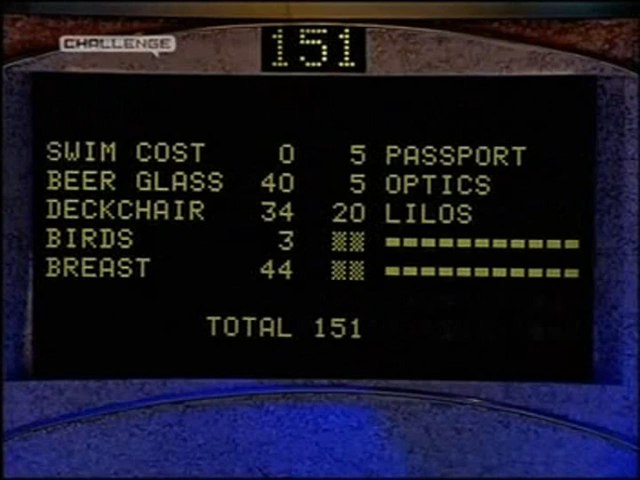 CHALLENGE
151
SWIM COST 0 5 PASSPORT
BEER GLASS 40 5 OPTICS
DECKCHAIR 34 20 LILOS
BIRDS 3
BREAST 44
TOTAL 151